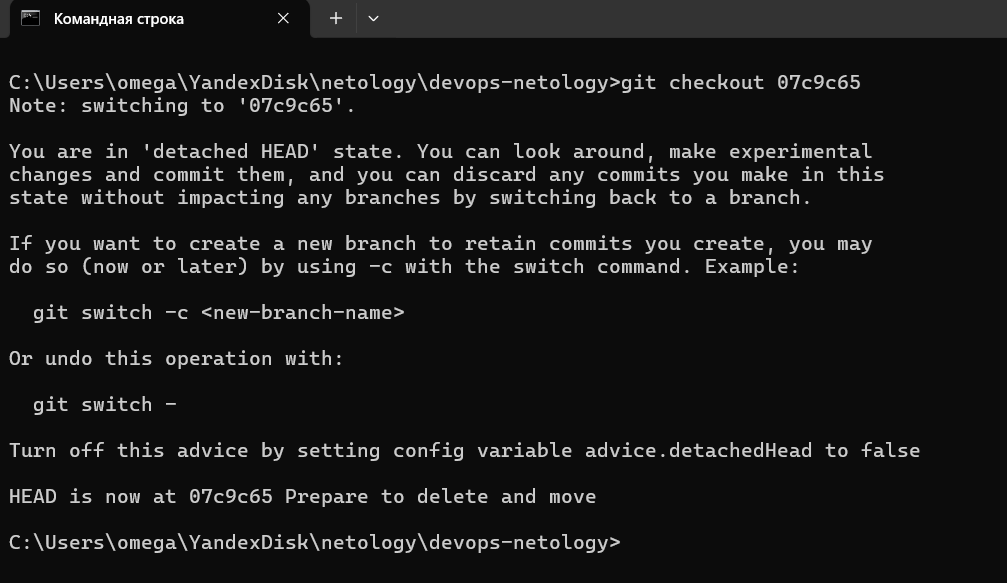 Командная строка
C:\Users\omega\YandexDisk\netology\devops-netology>git checkout 07c9c65
Note: switching to '07c9c65'.
You are in 'detached HEAD' state. You can look around, make experimental
changes and commit them, and you can discard any commits you make in this
state without impacting any branches by switching back to a branch.
If you want to create a new branch to retain commits you create, you may
do so (now or later) by using -c with the switch command. Example:
git switch -c <new-branch-name>
Or undo this operation with:
git switch -
Turn off this advice by setting config variable advice.detachedHead to false
HEAD is now at 07c9c65 Prepare to delete and move
C:\Users\omega\YandexDisk\netology\devops-netology>